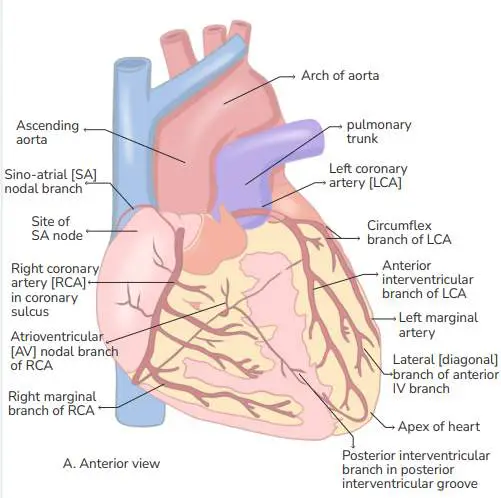 Arch of aorta
Ascending
aorta
pulmonary
trunk
Sino-atrial [SA]
nodal branch
Left coronary
artery [LCA]
Site of
SA node
Circumflex
branch of LCA
Right coronary
artery [RCA]
in coronary
sulcus
Anterior
interventricular
branch of LCA
Left marginal
artery
Atrioventricular
[AV] nodal branch
of RCA
Lateral [diagonal]
branch of anterior
IV branch
Right marginal
branch of RCA
Apex of heart
Posterior interventricular
branch in posterior
interventricular groove
A. Anterior view